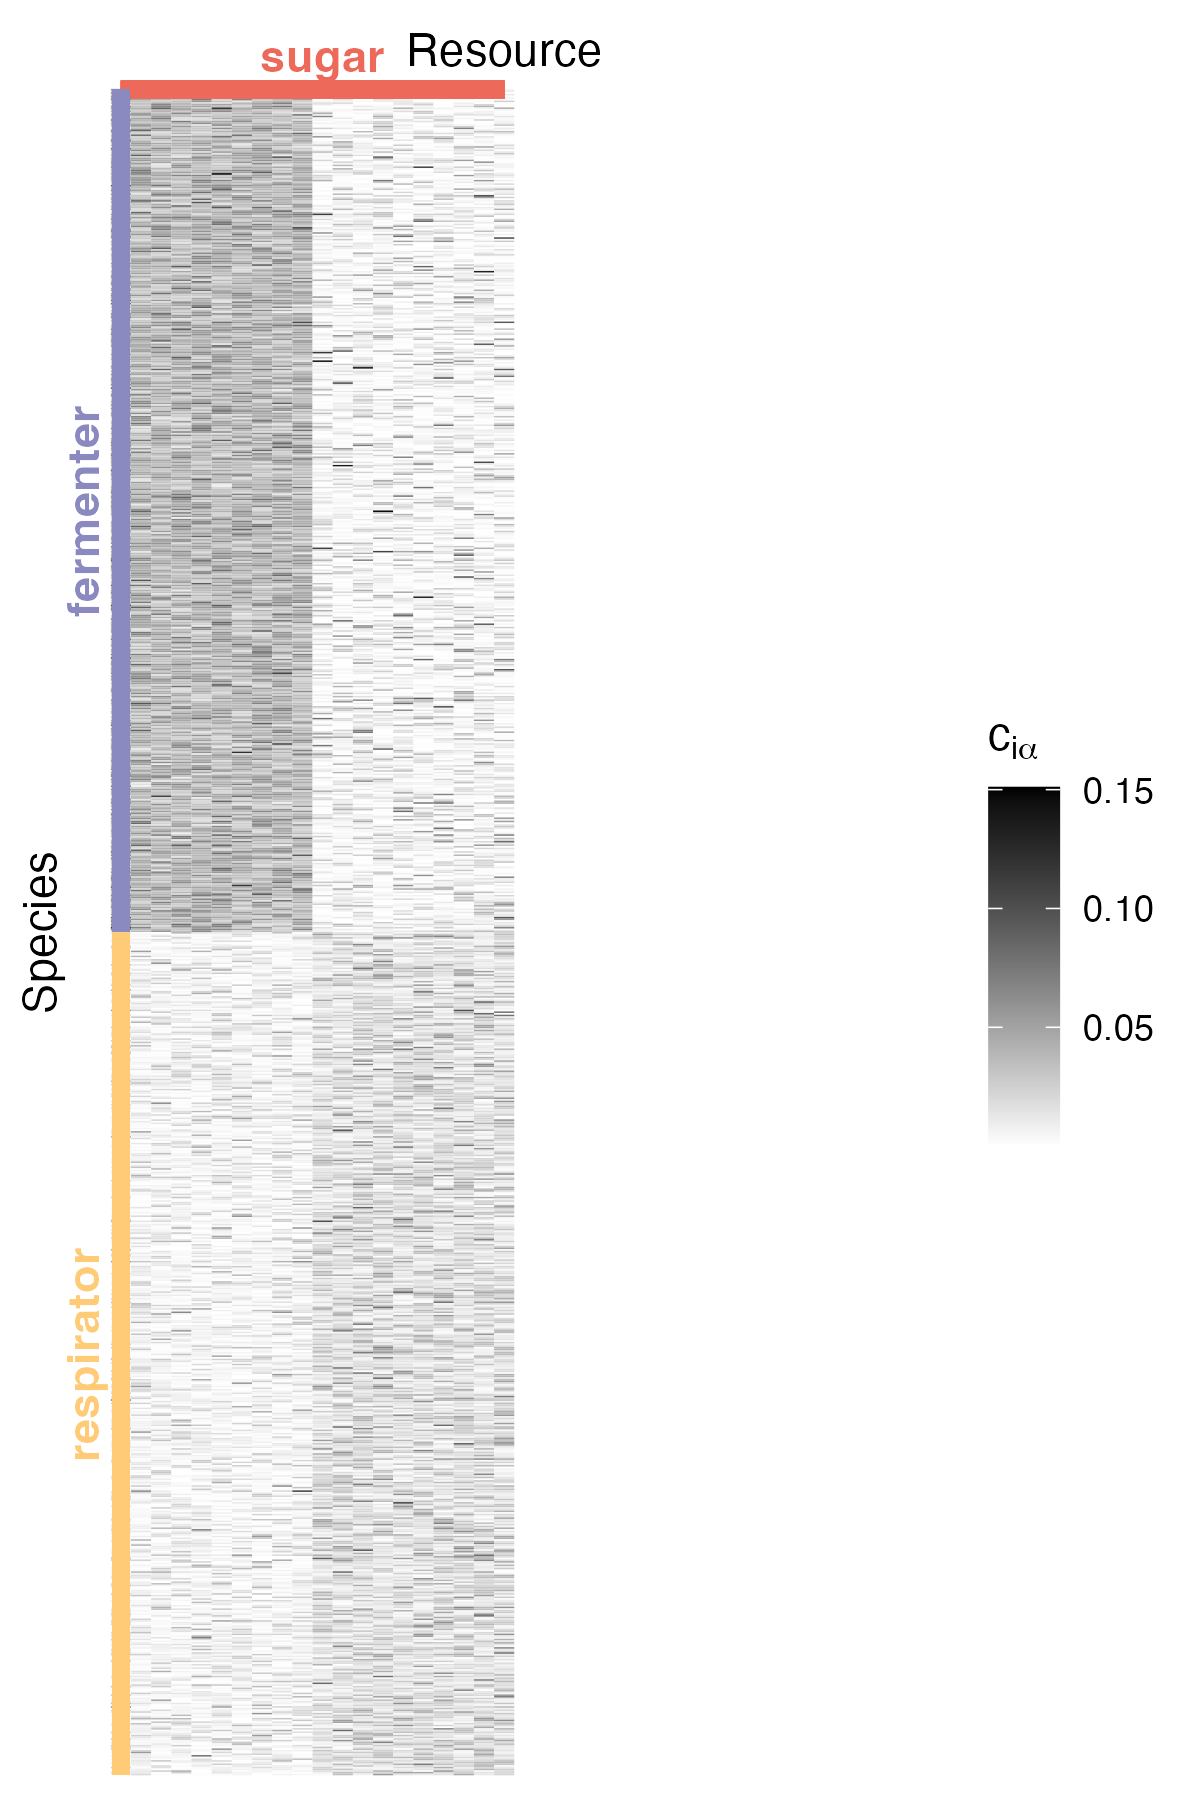 Resource
sugar
fermenter
Species
respirator
ciα
0.15
0.10
0.05